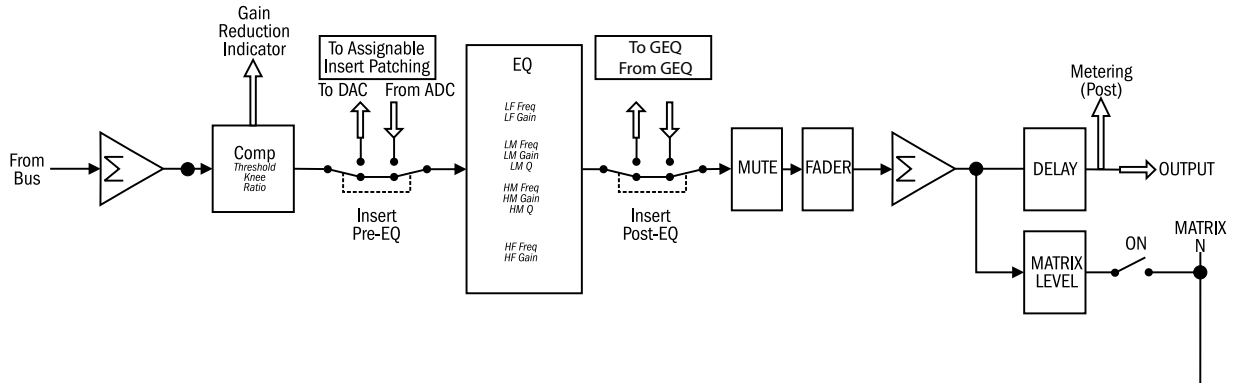 Gain
Reduction
Indicator
To Assignable
Insert Patching
To DAC From ADC
EQ
To GEQ
From GEQ
Metering
(Post)
From
Bus
Σ
Comp
Threshold
Knee
Ratio
Insert
Pre-EQ
LF Freq
LF Gain
LM Freq
LM Gain
LM Q
HM Freq
HM Gain
HM Q
HF Freq
HF Gain
Insert
Post-EQ
MUTE
FADER
Σ
DELAY
OUTPUT
MATRIX
LEVEL
ON
MATRIX
N